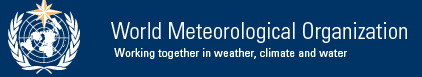 World Meteorological Organization
Working together in weather, climate and water